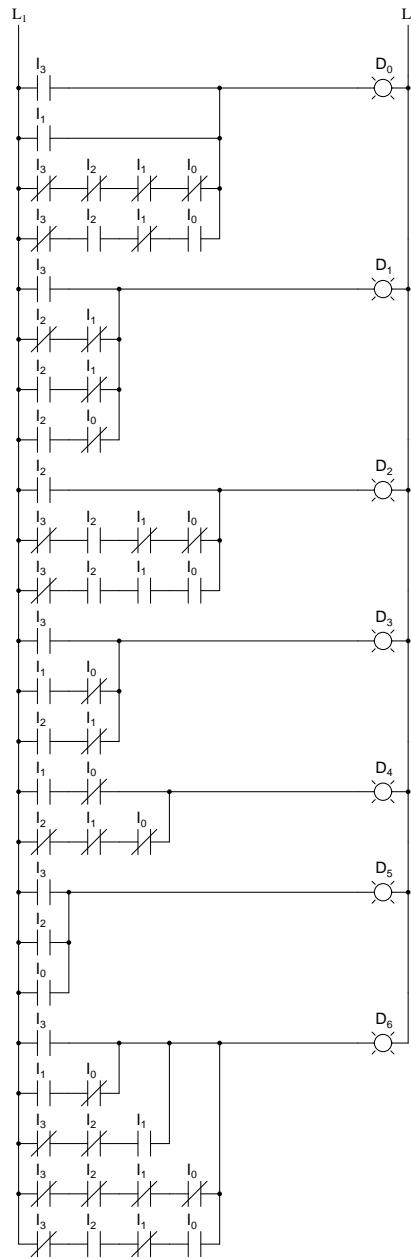 L₁ L
I₃ D₀
I₁
I₃ I₂ I₁ I₀
I₃ I₂ I₁ I₀
I₃ D₁
I₂ I₁
I₂ I₁
I₂ I₀
I₂ D₂
I₃ I₂ I₁ I₀
I₃ I₂ I₁ I₀
I₃ D₃
I₁ I₀
I₂ I₁
I₁ I₀ D₄
I₂ I₁ I₀
I₃ D₅
I₂
I₀
I₃ D₆
I₁ I₀
I₃ I₂ I₁
I₃ I₂ I₁ I₀
I₃ I₂ I₁ I₀